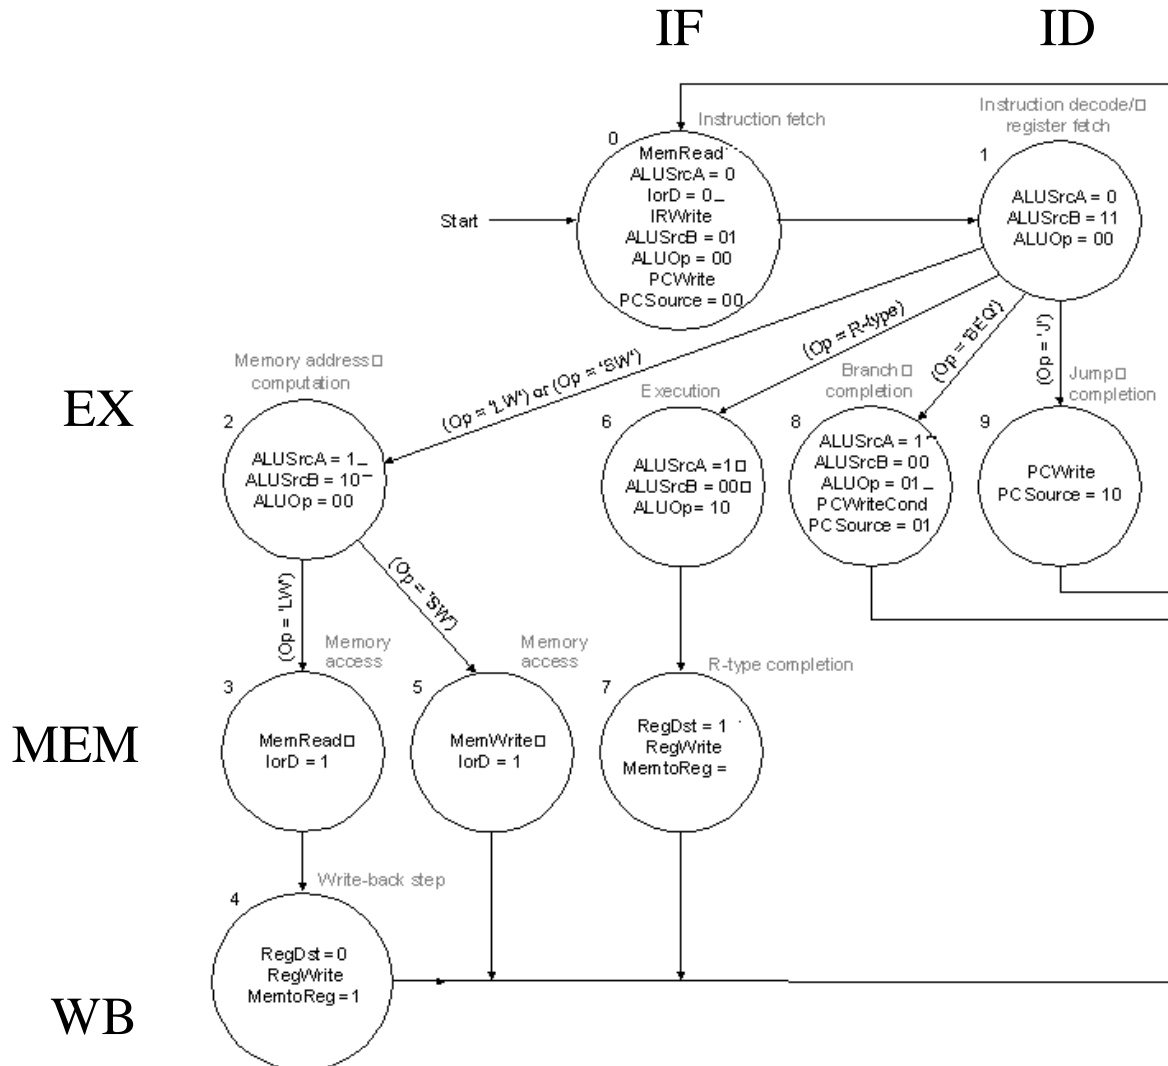 IF
ID
Instruction fetch
0
MemRead
ALUSrcA = 0
IorD = 0
IRWrite
ALUSrcB = 01
ALUOp = 00
PCWrite
PCSource = 00
Start
Instruction decode/
register fetch
1
ALUSrcA = 0
ALUSrcB = 11
ALUOp = 00
(Op = 'LW') or (Op = 'SW')
(Op = R-type)
(Op = 'BEQ')
(Op = 'J')
EX
Memory address
computation
2
ALUSrcA = 1
ALUSrcB = 10
ALUOp = 00
Execution
6
ALUSrcA =1
ALUSrcB = 00
ALUOp= 10
Branch
completion
8
ALUSrcA = 1
ALUSrcB = 00
ALUOp = 01
PCWriteCond
PCSource = 01
Jump
completion
9
PCWrite
PCSource = 10
(Op = 'LW')
(Op = 'SW')
MEM
Memory
access
3
MemRead
IorD = 1
Memory
access
5
MemWrite
IorD = 1
R-type completion
7
RegDst = 1
RegWrite
MemtoReg =
WB
Write-back step
4
RegDst=0
RegWrite
MemtoReg=1